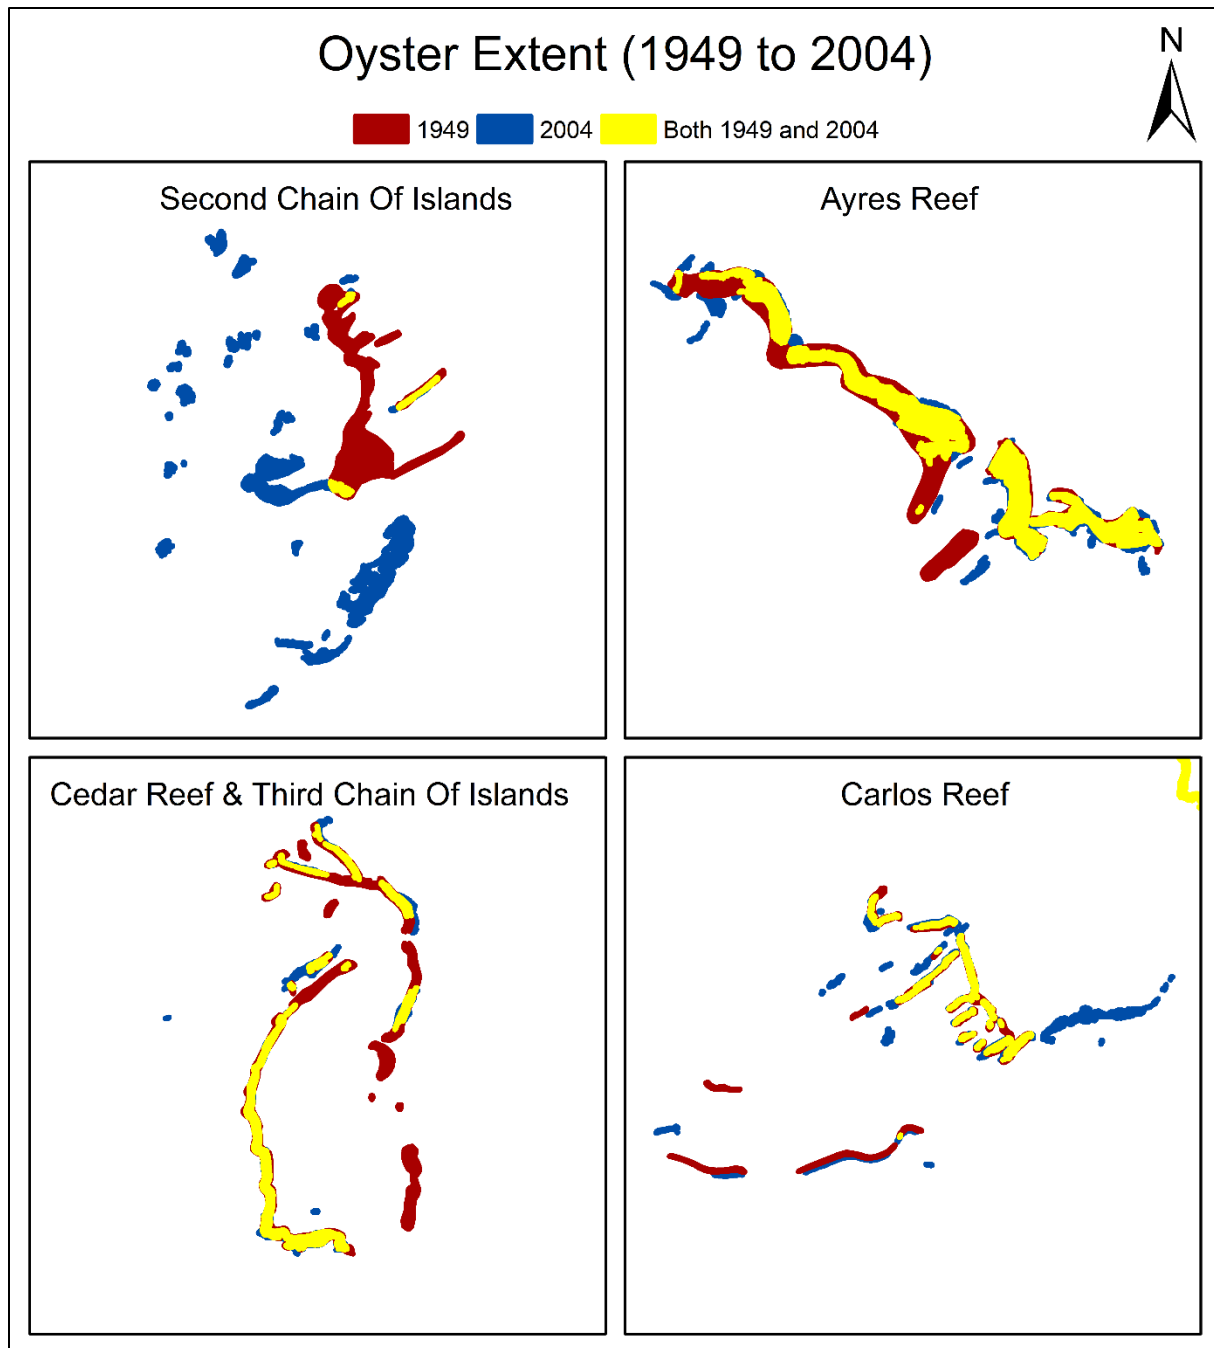 Oyster Extent (1949 to 2004)
N
1949 2004 Both 1949 and 2004
Second Chain Of Islands
Ayres Reef
Cedar Reef & Third Chain Of Islands
Carlos Reef